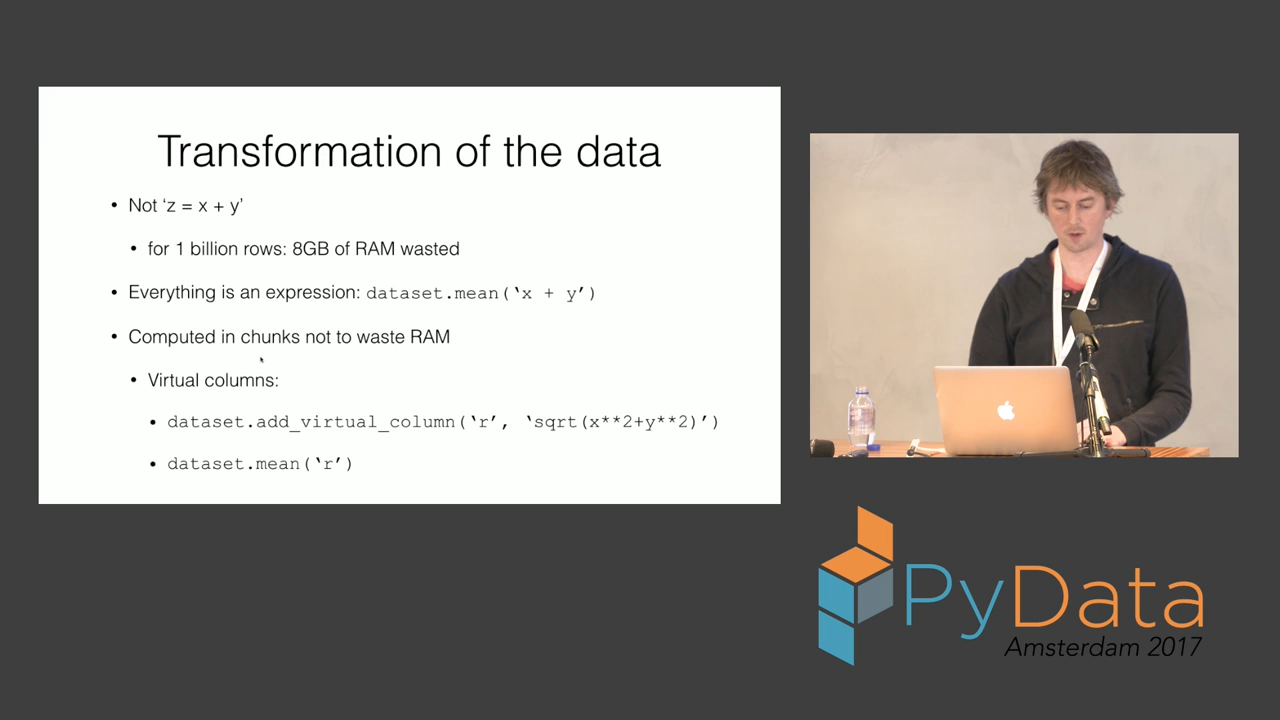 Transformation of the data
• Not ‘z = x + y’
• for 1 billion rows: 8GB of RAM wasted
• Everything is an expression: dataset.mean(‘x + y’)
• Computed in chunks not to waste RAM
• Virtual columns:
• dataset.add_virtual_column(‘r’, ‘sqrt(x**2+y**2)’)
• dataset.mean(‘r’)
PyData
Amsterdam 2017